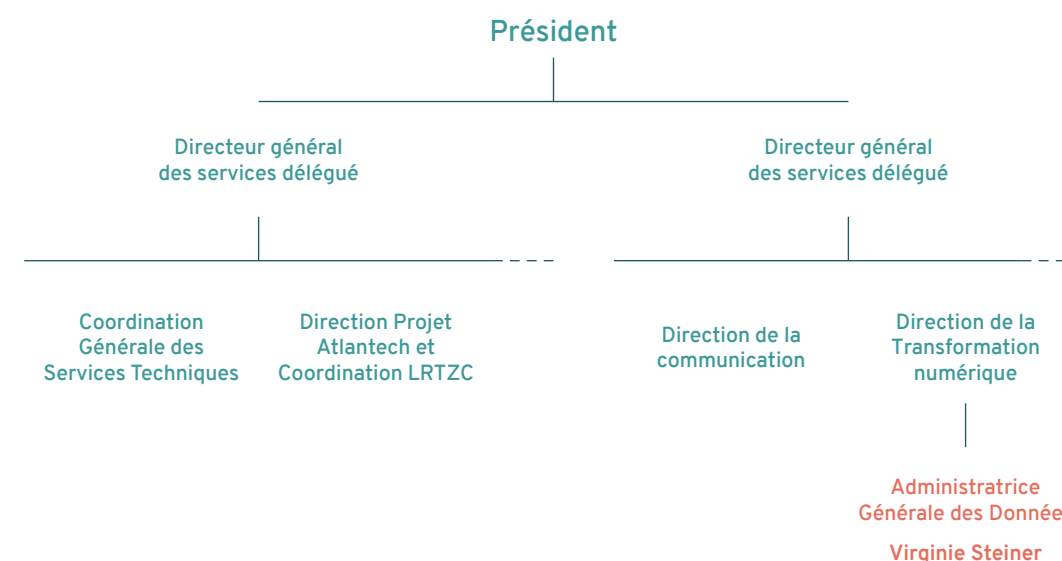 Président
Directeur général
des services délégué
Directeur général
des services délégué
Coordination
Générale des
Services Techniques
Direction Projet
Atlantech et
Coordination LRTZC
Direction de la
communication
Direction de la
Transformation
numérique
Administratrice
Générale des Donnée
Virginie Steiner